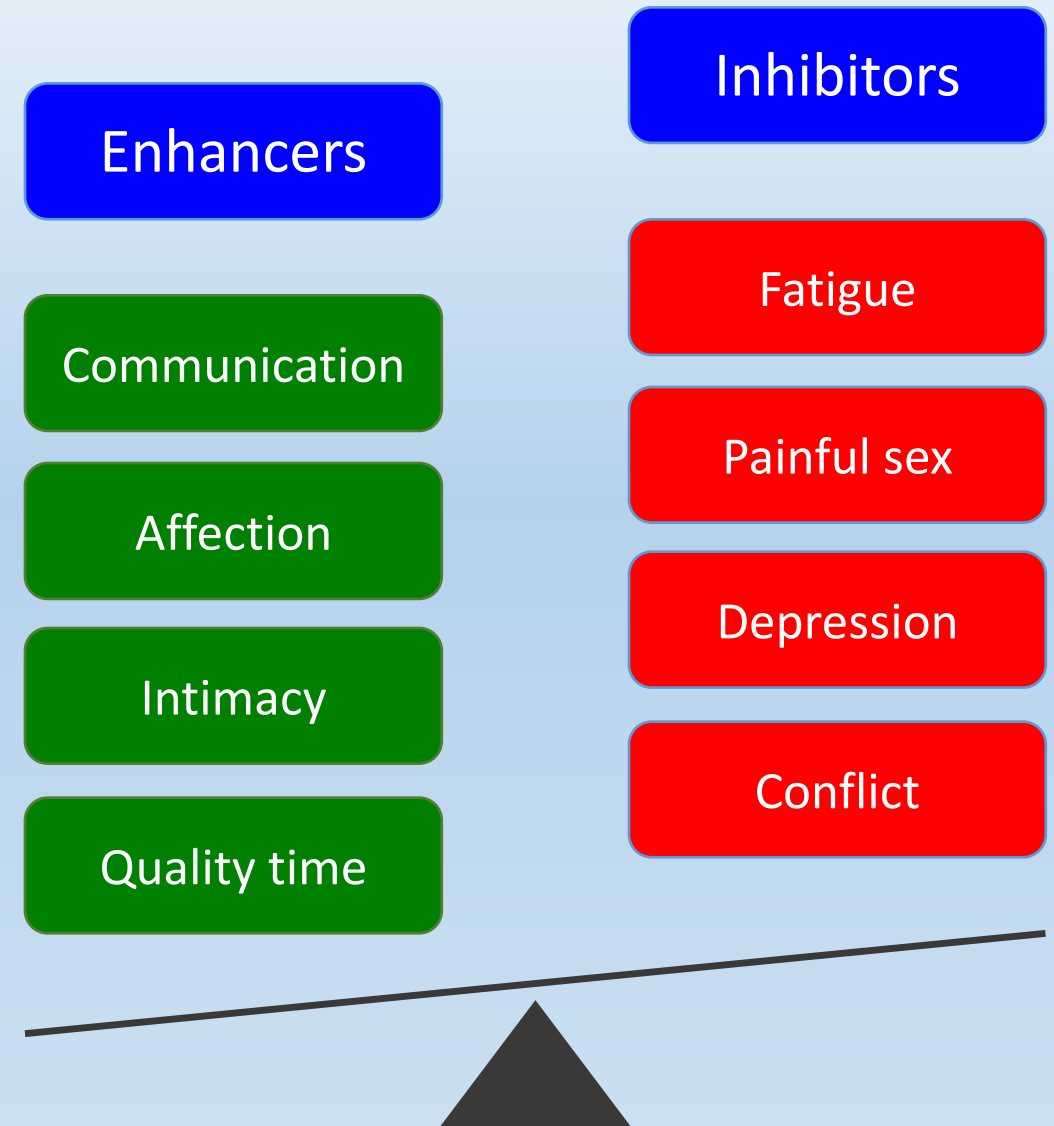 Enhancers
Communication
Affection
Intimacy
Quality time
Inhibitors
Fatigue
Painful sex
Depression
Conflict